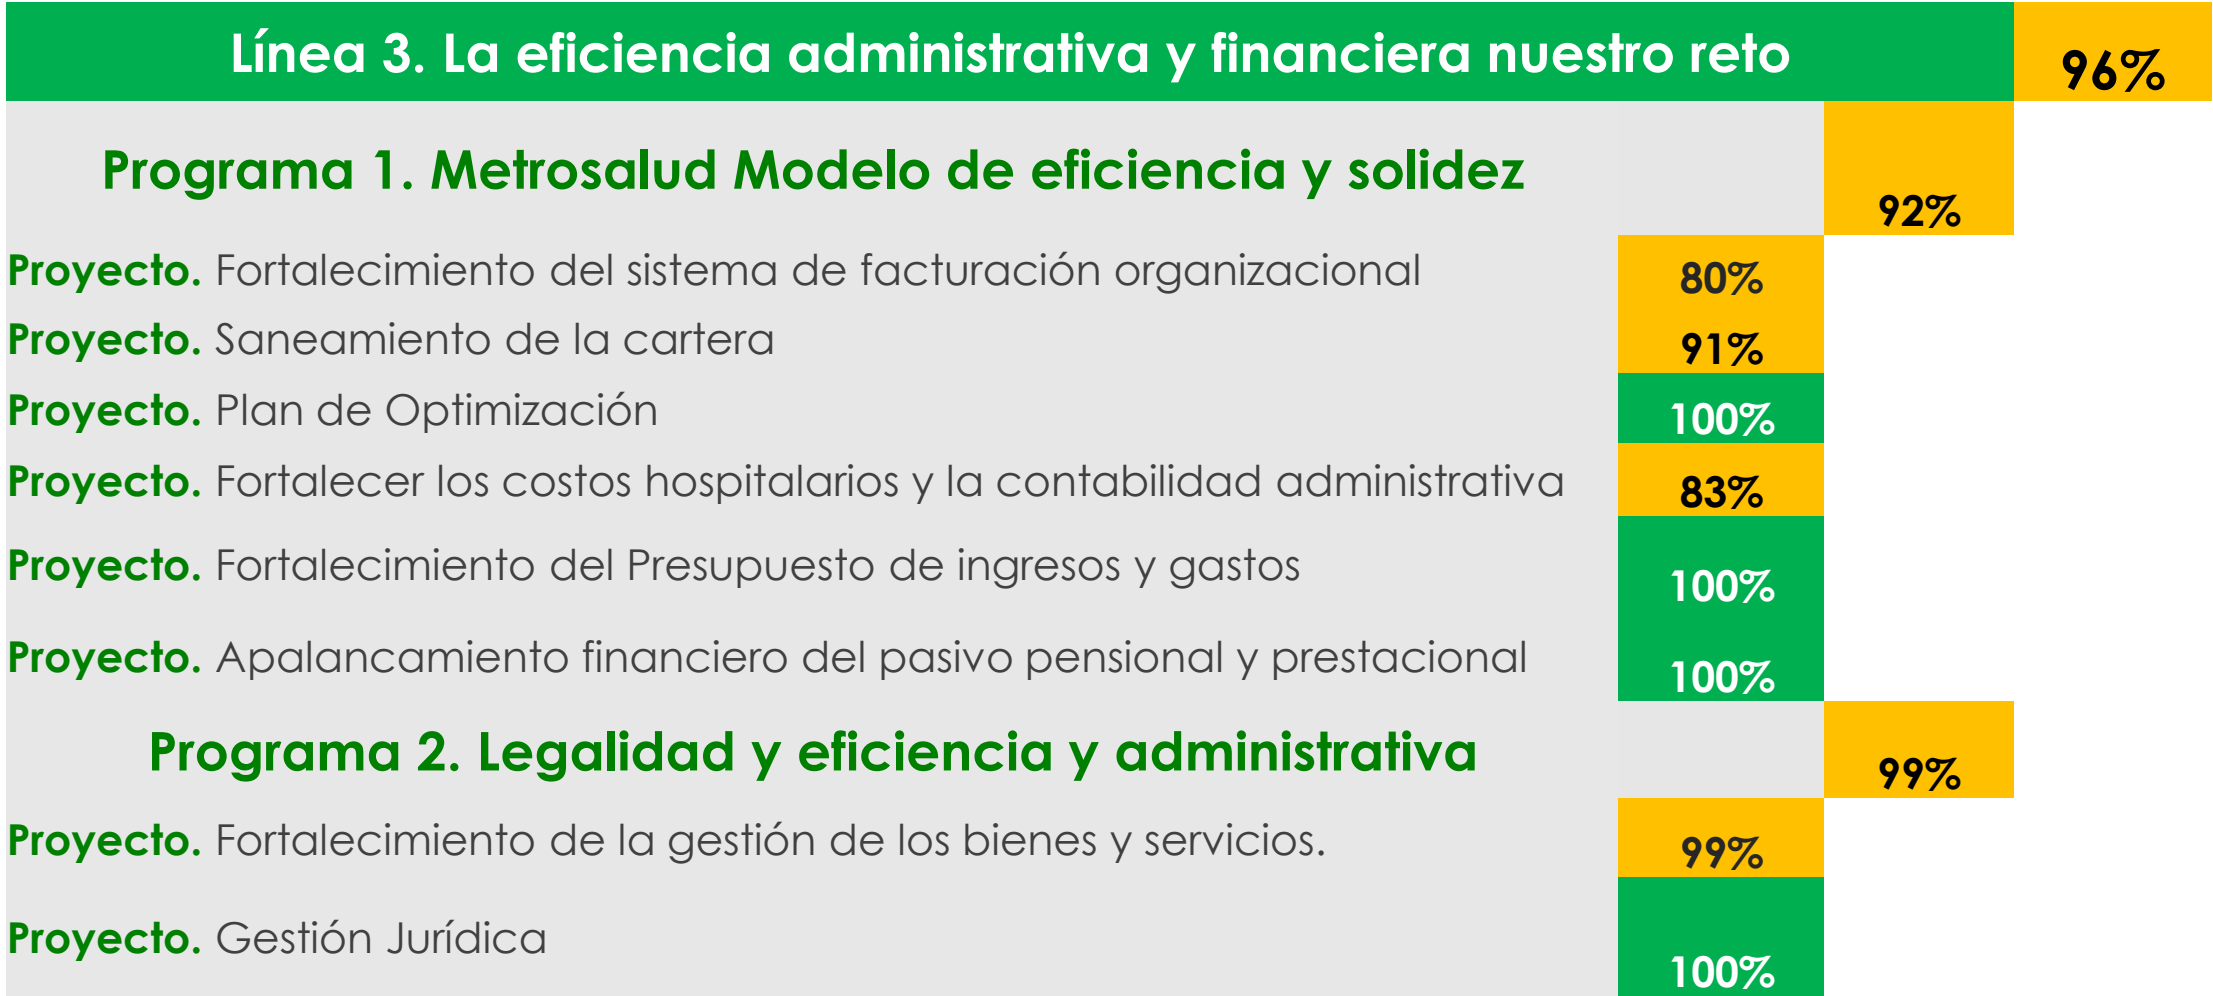 Línea 3. La eficiencia administrativa y financiera nuestro reto 96%
Programa 1. Metrosalud Modelo de eficiencia y solidez 92%
Proyecto. Fortalecimiento del sistema de facturación organizacional 80%
Proyecto. Saneamiento de la cartera 91%
Proyecto. Plan de Optimización 100%
Proyecto. Fortalecer los costos hospitalarios y la contabilidad administrativa 83%
Proyecto. Fortalecimiento del Presupuesto de ingresos y gastos 100%
Proyecto. Apalancamiento financiero del pasivo pensional y prestacional 100%
Programa 2. Legalidad y eficiencia y administrativa 99%
Proyecto. Fortalecimiento de la gestión de los bienes y servicios. 99%
Proyecto. Gestión Jurídica 100%